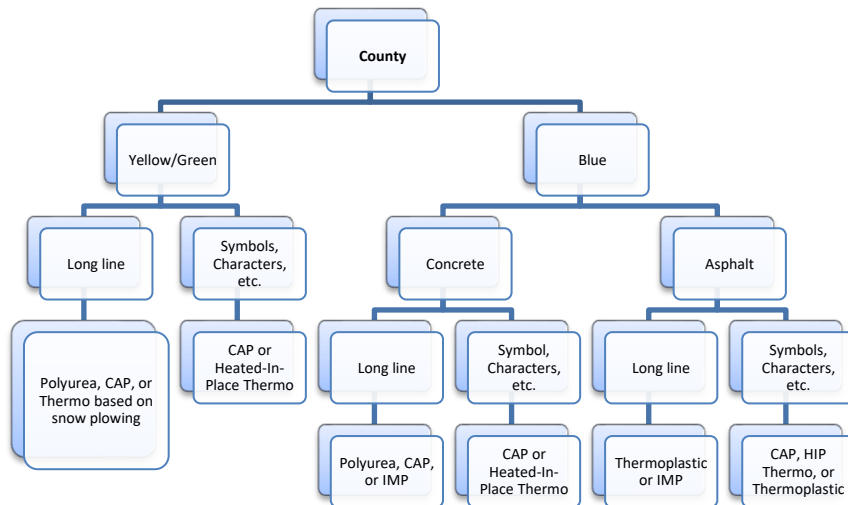 County
Yellow/Green
Blue
Long line
Symbols,
Characters,
etc.
Concrete
Asphalt
Polyurea, CAP, or
Thermo based on
snow plowing
CAP or
Heated-In-
Place Thermo
Long line
Symbol,
Characters,
etc.
Long line
Symbols,
Characters,
etc.
Polyurea, CAP,
or IMP
CAP or
Heated-In-
Place Thermo
Thermoplastic
or IMP
CAP, HIP
Thermo, or
Thermoplastic